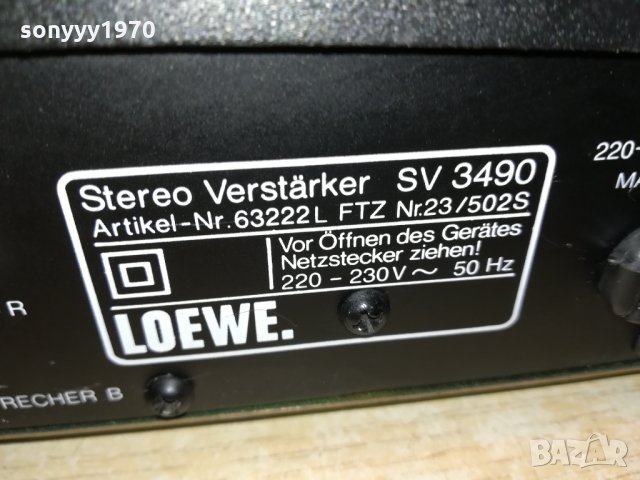 sonyyy1970
Stereo Verstärker SV 3490
Artikel-Nr.63222L FTZ Nr.23/502S
Vor Öffnen des Gerätes
Netzstecker ziehen!
220 - 230V ~ 50 Hz
LOEWE.
220-
MA
R
RECHER B
BAZAR